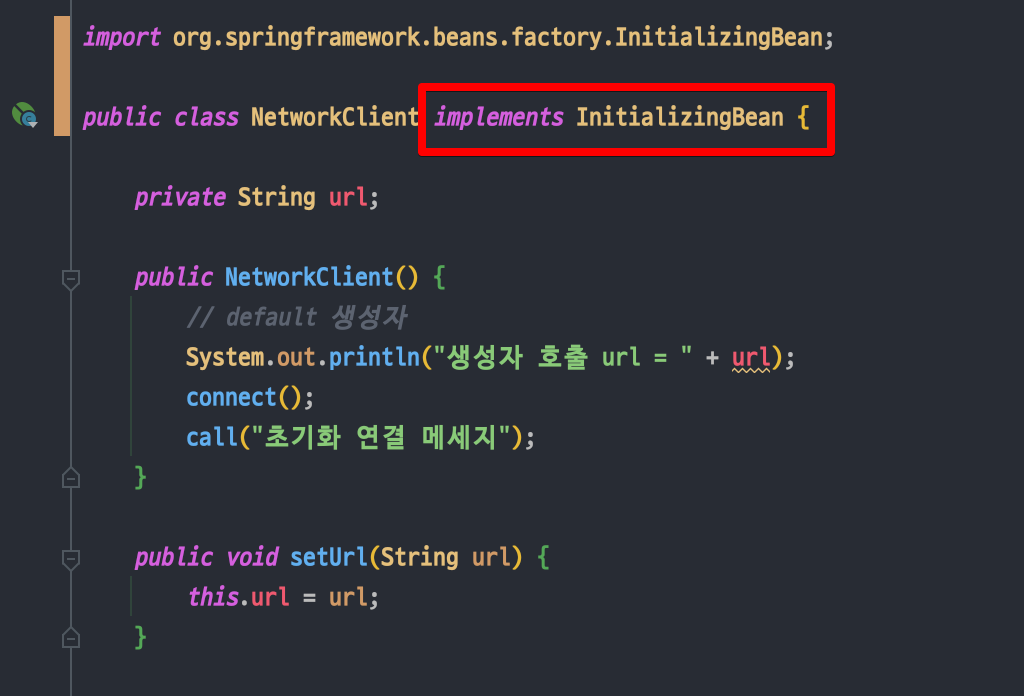 import org.springframework.beans.factory.InitializingBean;
public class NetworkClient implements InitializingBean {
private String url;
public NetworkClient() {
// default 생성자
System.out.println("생성자 호출 url = " + url);
connect();
call("초기화 연결 메세지");
}
public void setUrl(String url) {
this.url = url;
}